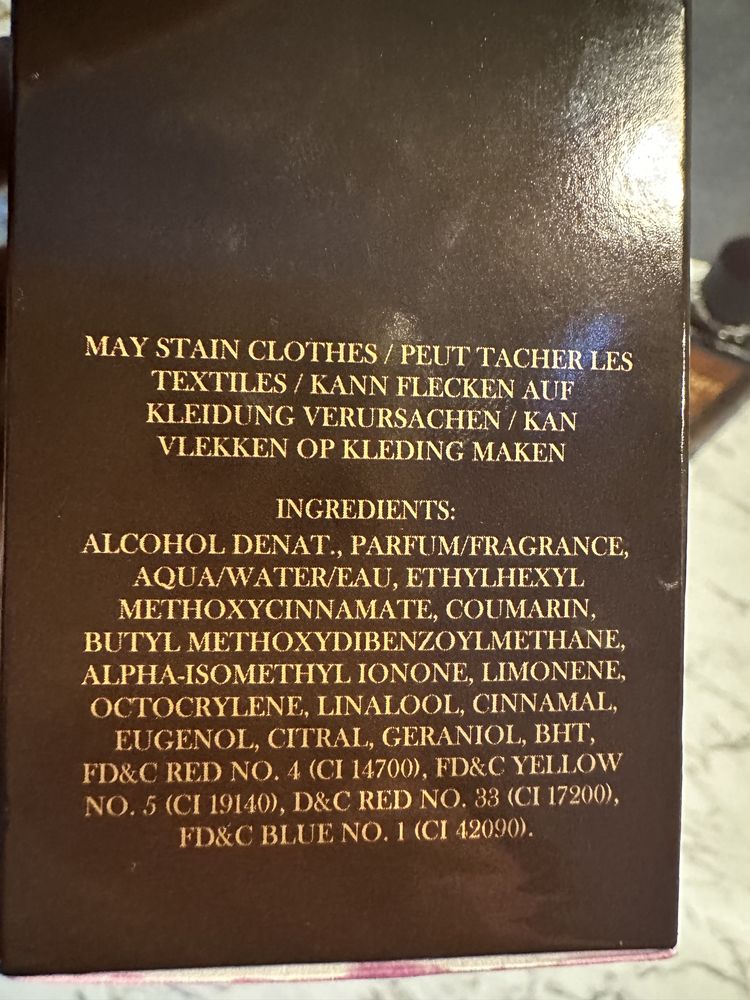 MAY STAIN CLOTHES / PEUT TACHER LES
TEXTILES / KANN FLECKEN AUF
KLEIDUNG VERURSACHEN / KAN
VLEKKEN OP KLEDING MAKEN
INGREDIENTS:
ALCOHOL DENAT., PARFUM/FRAGRANCE,
AQUA/WATER/EAU, ETHYLHEXYL
METHOXYCINNAMATE, COUMARIN,
BUTYL METHOXYDIBENZOYLMETHANE,
ALPHA-ISOMETHYL IONONE, LIMONENE,
OCTOCRYLENE, LINALOOL, CINNAMAL,
EUGENOL, CITRAL, GERANIOL, BHT,
FD&C RED NO. 4 (CI 14700), FD&C YELLOW
NO. 5 (CI 19140), D&C RED NO. 33 (CI 17200),
FD&C BLUE NO. 1 (CI 42090).